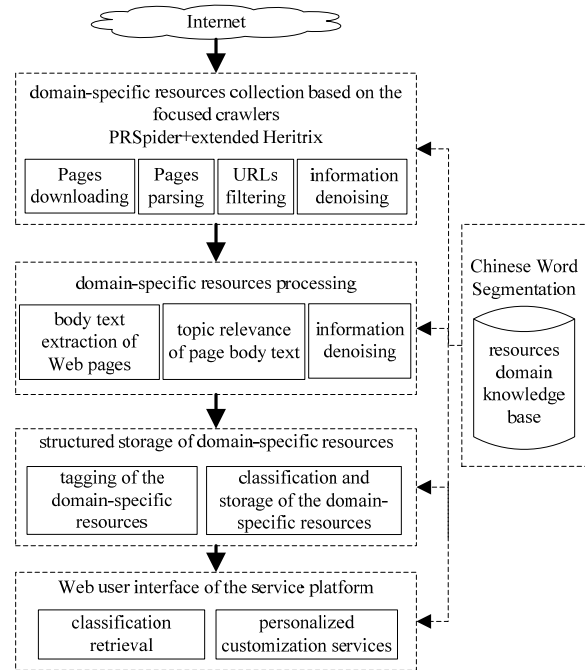 Internet
domain-specific resources collection based on the
focused crawlers
PRSpider+extended Heritrix
Pages
downloading
Pages
parsing
URLs
filtering
information
denoising
domain-specific resources processing
body text
extraction of
Web pages
topic relevance
of page body text
information
denoising
structured storage of domain-specific resources
tagging of the
domain-specific
resources
classification and
storage of the domain-
specific resources
Web user interface of the service platform
classification
retrieval
personalized
customization services
Chinese Word
Segmentation
resources
domain
knowledge
base